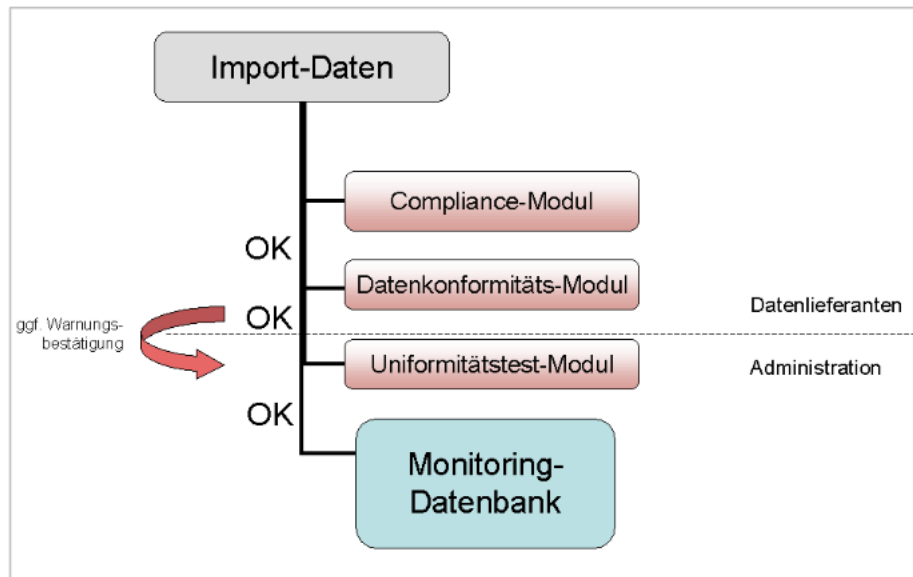 Import-Daten
Compliance-Modul
OK
Datenkonformitäts-Modul
Datenlieferanten
OK
ggf. Warnungs-
bestätigung
Uniformitätstest-Modul
Administration
OK
Monitoring-
Datenbank